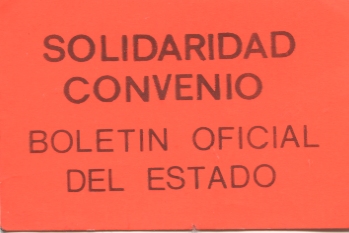 SOLIDARIDAD
CONVENIO
BOLETIN OFICIAL
DEL ESTADO